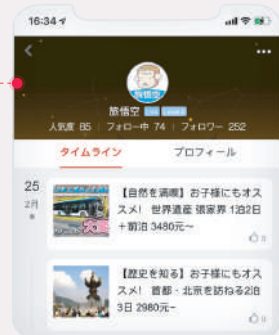 16:34
旅悟空
人気度 85 フォロー中 74 フォロワー 252
タイムライン プロフィール
25
2月
【自然を満喫】お子様にもオス
スメ! 世界遺産 張家界 1泊2日
+前泊 3480元~
【歴史を知る】お子様にもオス
スメ! 首都・北京を訪ねる2泊
3日 2980元~